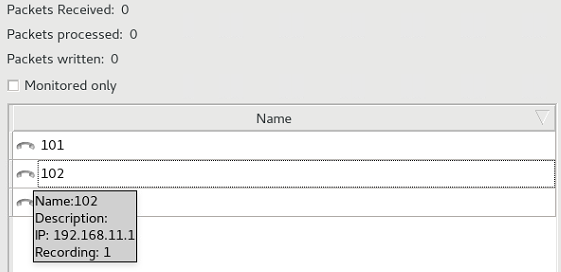 Packets Received: 0
Packets processed: 0
Packets written: 0
Monitored only
Name
101
102
Name:102
Description:
IP: 192.168.11.1
Recording: 1